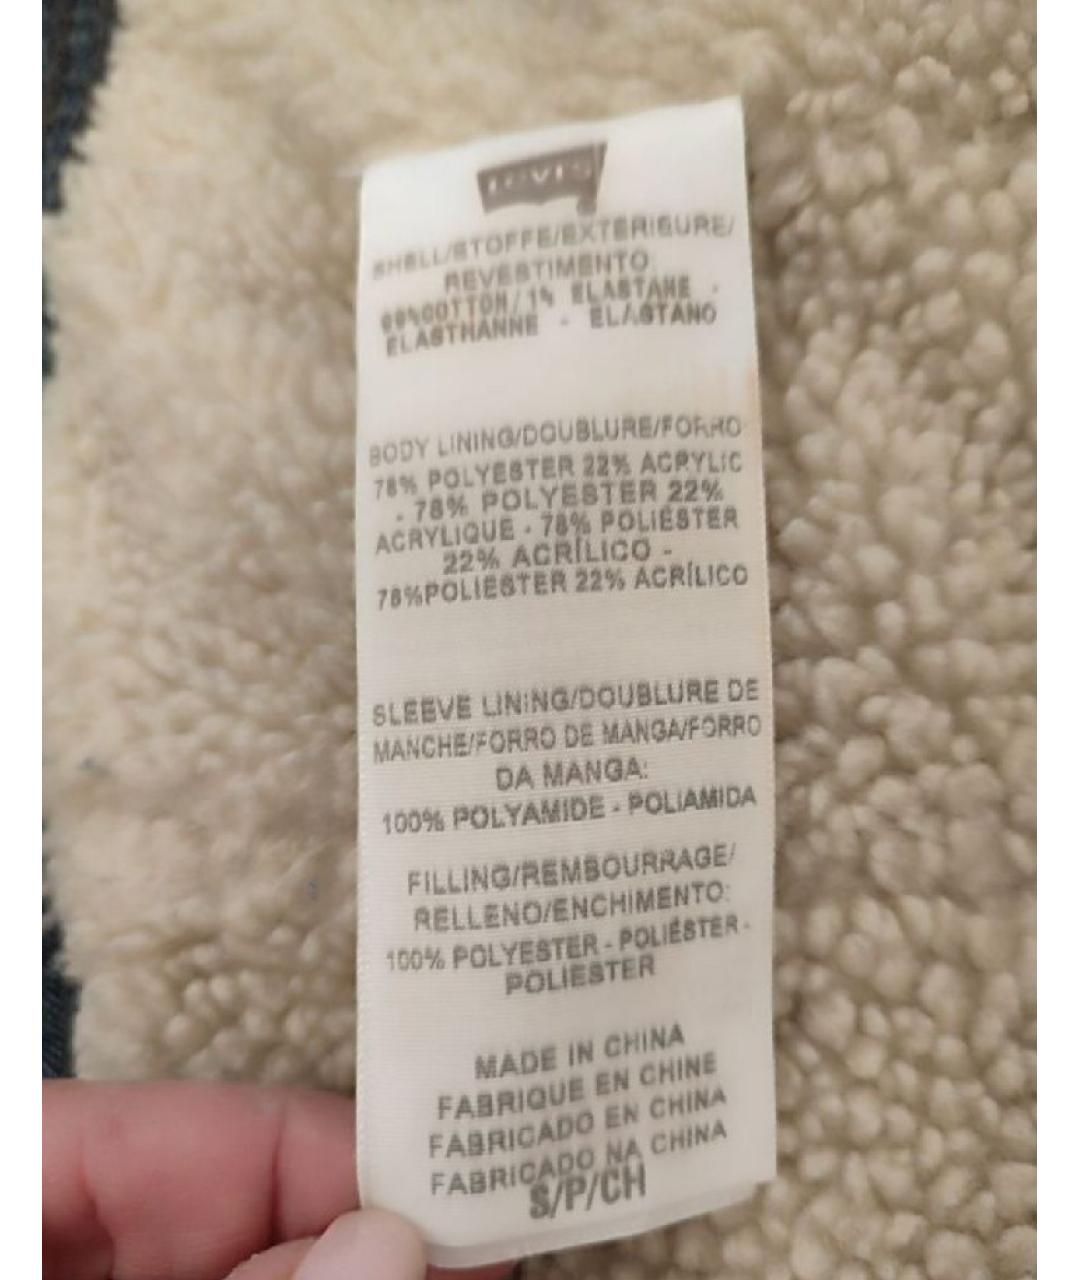 Levi's
®
SHELL/STOFFE/EXTÉRIEURE/
REVESTIMENTO
COTTON/1% ELASTANE -
ELASTHANNE - ELASTANO
BODY LINING/DOUBLURE/FORRO
78% POLYESTER 22% ACRYLIC
- 78% POLYESTER 22%
ACRYLIQUE - 78% POLIÉSTER
22% ACRÍLICO -
78%POLIESTER 22% ACRÍLICO
SLEEVE LINING/DOUBLURE DE
MANCHE/FORRO DE MANGA/FORRO
DA MANGA:
100% POLYAMIDE - POLIAMIDA
FILLING/REMBOURRAGE/
RELLENO/ENCHIMENTO:
100% POLYESTER - POLIÉSTER -
POLIESTER
MADE IN CHINA
FABRIQUE EN CHINE
FABRICADO EN CHINA
FABRICADO NA CHINA
S/P/CH